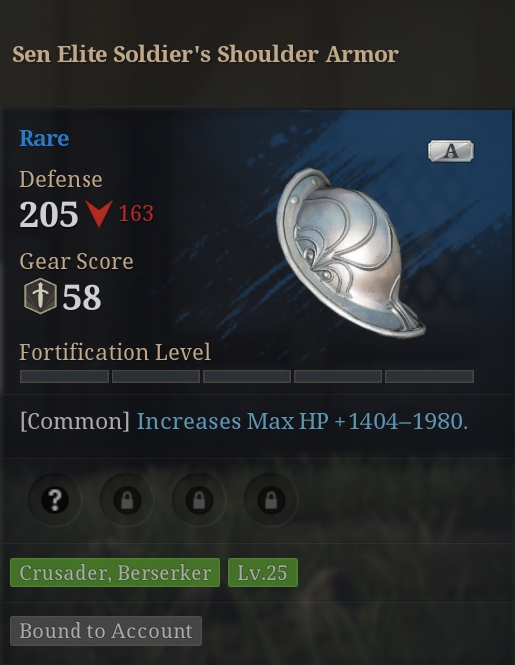 Sen Elite Soldier's Shoulder Armor
Rare
A
Defense
205 163
Gear Score
58
Fortification Level
[Common] Increases Max HP +1404–1980.
?
Crusader, Berserker Lv.25
Bound to Account